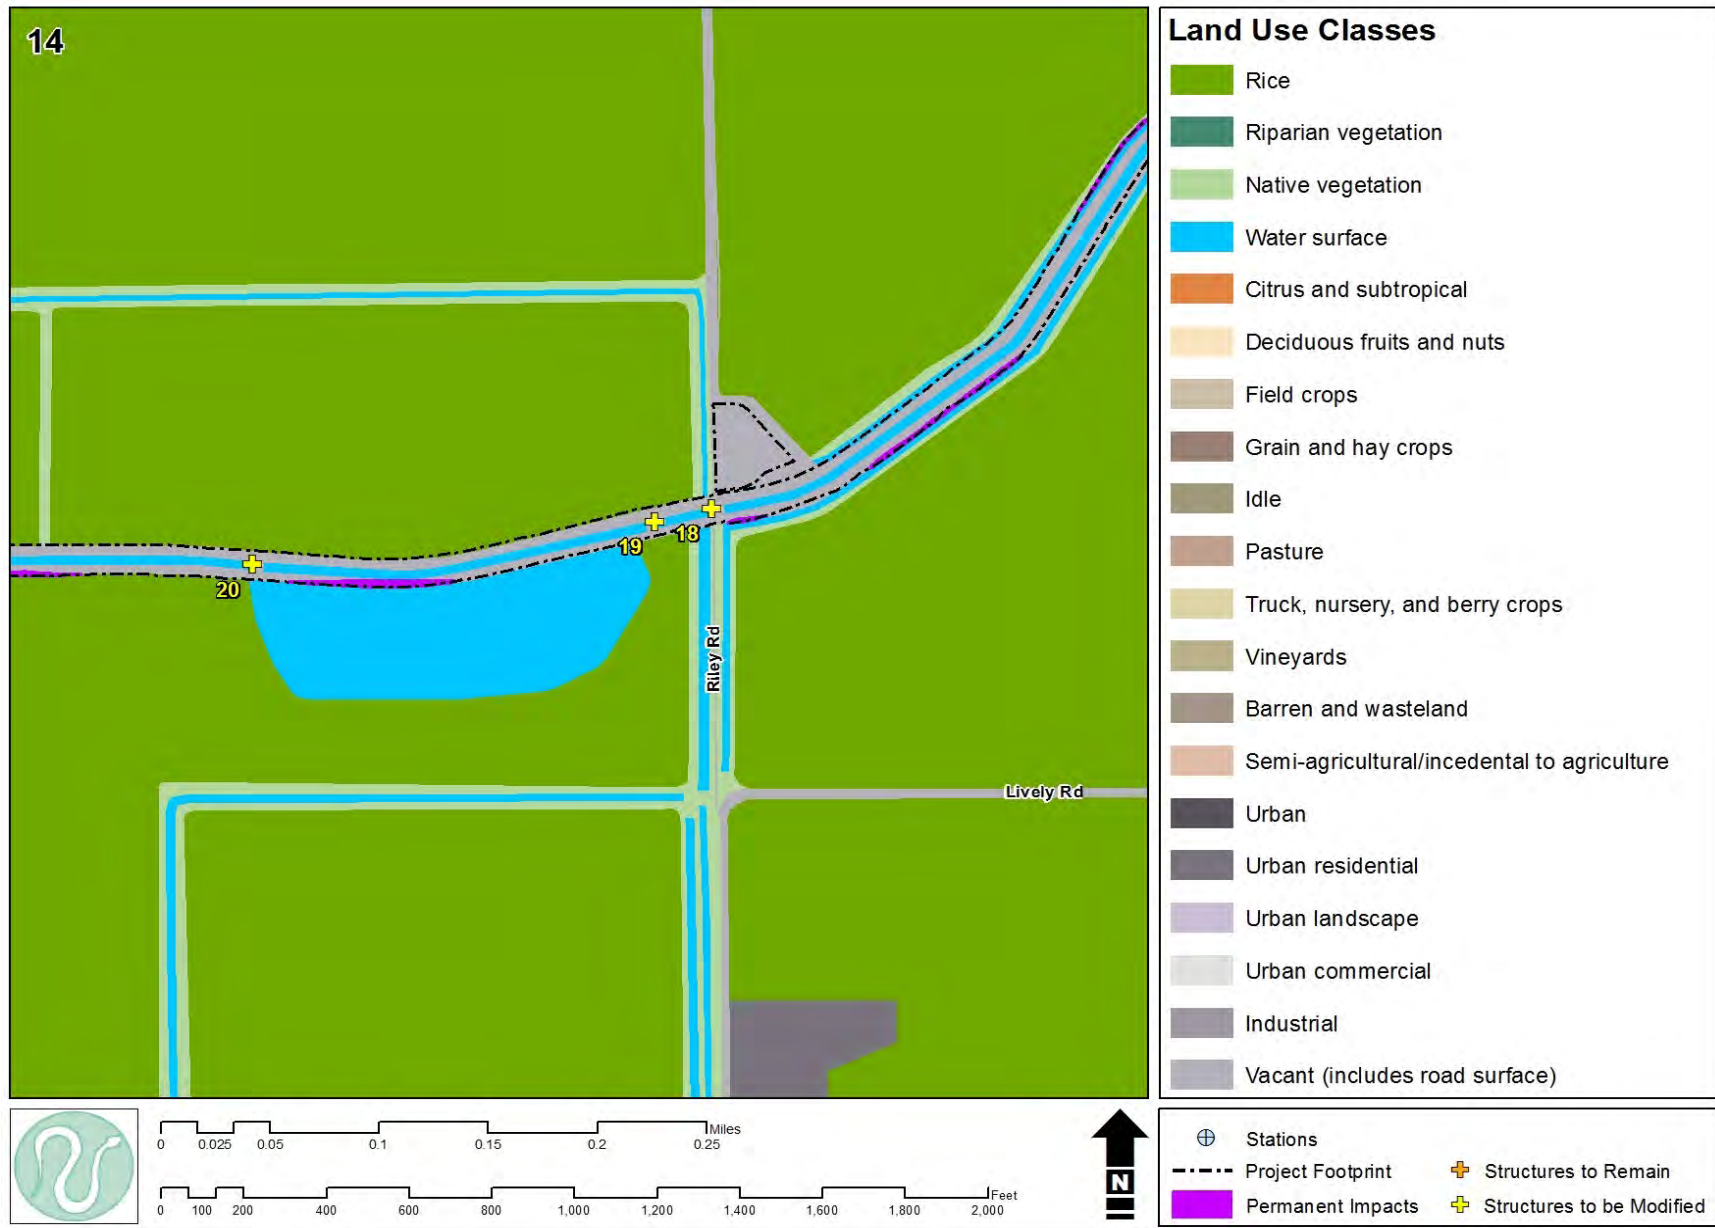 14
18
19
20
Riley Rd
Lively Rd
Land Use Classes
Rice
Riparian vegetation
Native vegetation
Water surface
Citrus and subtropical
Deciduous fruits and nuts
Field crops
Grain and hay crops
Idle
Pasture
Truck, nursery, and berry crops
Vineyards
Barren and wasteland
Semi-agricultural/incedental to agriculture
Urban
Urban residential
Urban landscape
Urban commercial
Industrial
Vacant (includes road surface)
Miles
0 0.025 0.05 0.1 0.15 0.2 0.25
Feet
0 100 200 400 600 800 1,000 1,200 1,400 1,600 1,800 2,000
N
Stations
Project Footprint
Permanent Impacts
Structures to Remain
Structures to be Modified